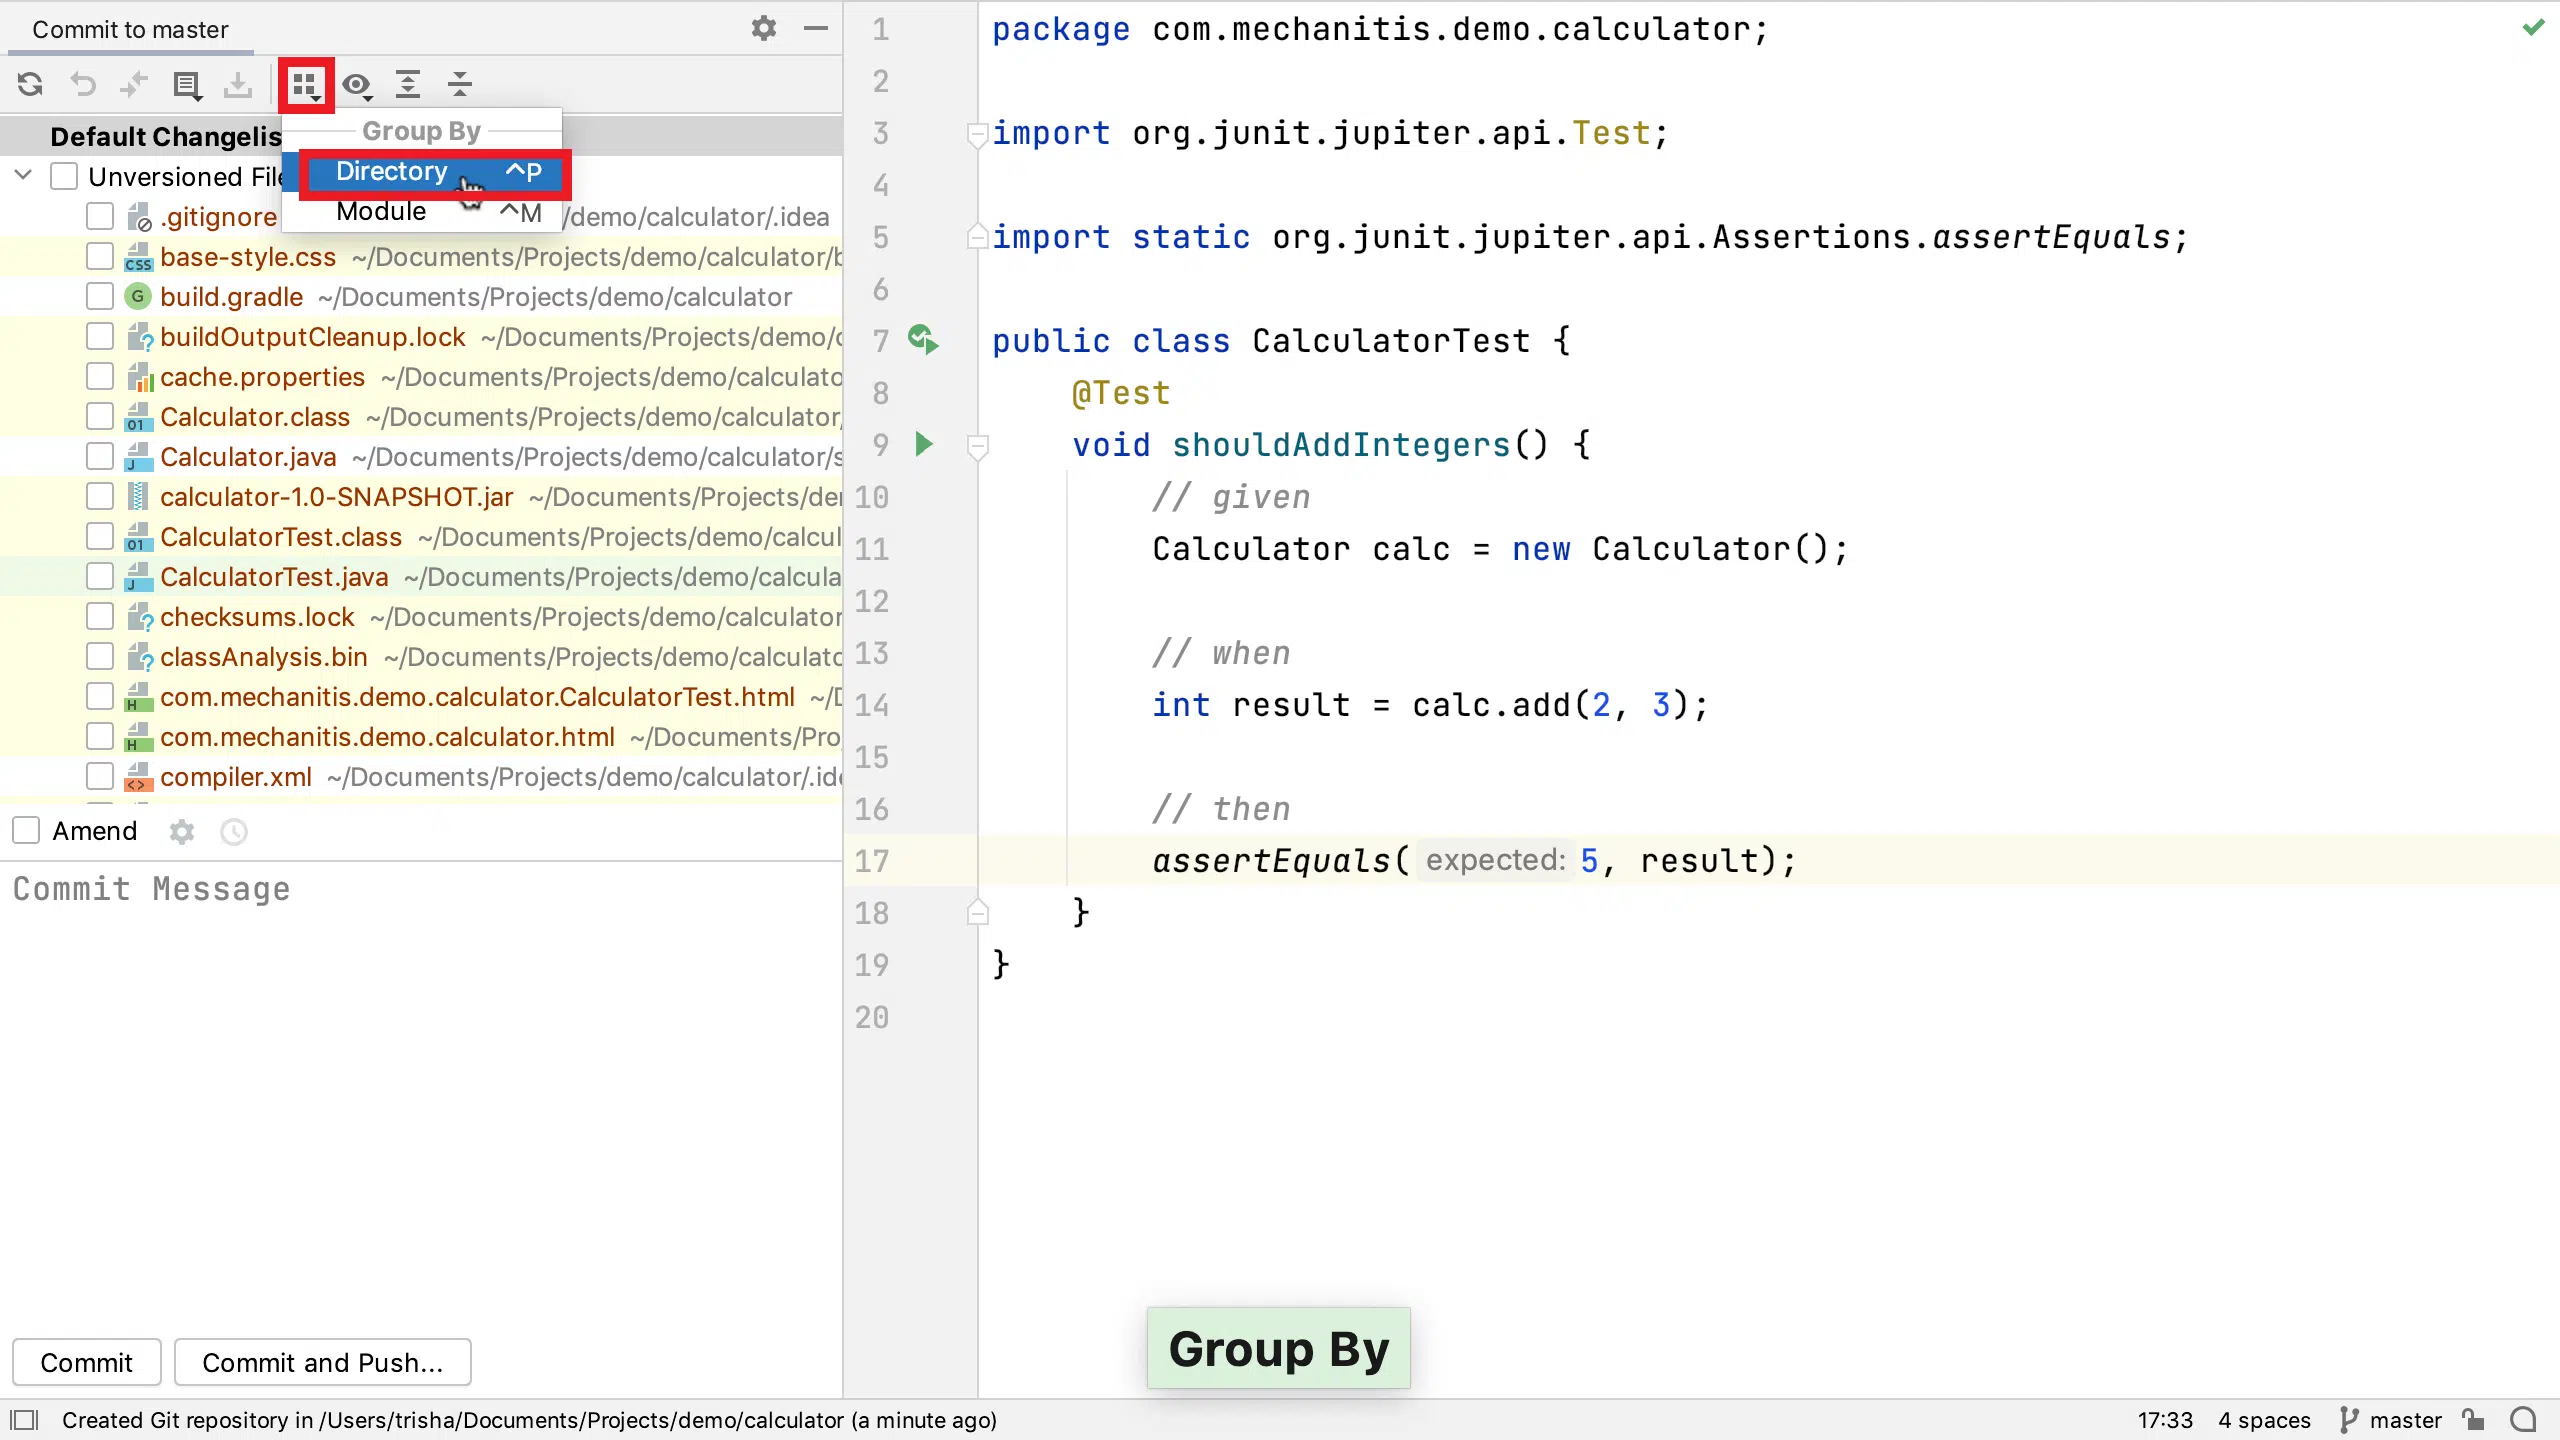 Commit to master
Default Changelis
Group By
Directory ^P
Module ^M
Unversioned File
.gitignore /demo/calculator/.idea
base-style.css ~/Documents/Projects/demo/calculator/b
build.gradle ~/Documents/Projects/demo/calculator
buildOutputCleanup.lock ~/Documents/Projects/demo/c
cache.properties ~/Documents/Projects/demo/calculato
Calculator.class ~/Documents/Projects/demo/calculator/
Calculator.java ~/Documents/Projects/demo/calculator/s
calculator-1.0-SNAPSHOT.jar ~/Documents/Projects/der
CalculatorTest.class ~/Documents/Projects/demo/calcul
CalculatorTest.java ~/Documents/Projects/demo/calcula
checksums.lock ~/Documents/Projects/demo/calculator
classAnalysis.bin ~/Documents/Projects/demo/calculatc
com.mechanitis.demo.calculator.CalculatorTest.html ~/D
com.mechanitis.demo.calculator.html ~/Documents/Pro
compiler.xml ~/Documents/Projects/demo/calculator/.ide
Amend
Commit Message
Commit
Commit and Push...
1 package com.mechanitis.demo.calculator;
2
3 import org.junit.jupiter.api.Test;
4
5 import static org.junit.jupiter.api.Assertions.assertEquals;
6
7 public class CalculatorTest {
8 @Test
9 void shouldAddIntegers() {
10 // given
11 Calculator calc = new Calculator();
12
13 // when
14 int result = calc.add(2, 3);
15
16 // then
17 assertEquals( expected: 5, result);
18 }
19 }
20
Group By
Created Git repository in /Users/trisha/Documents/Projects/demo/calculator (a minute ago)
17:33 4 spaces master